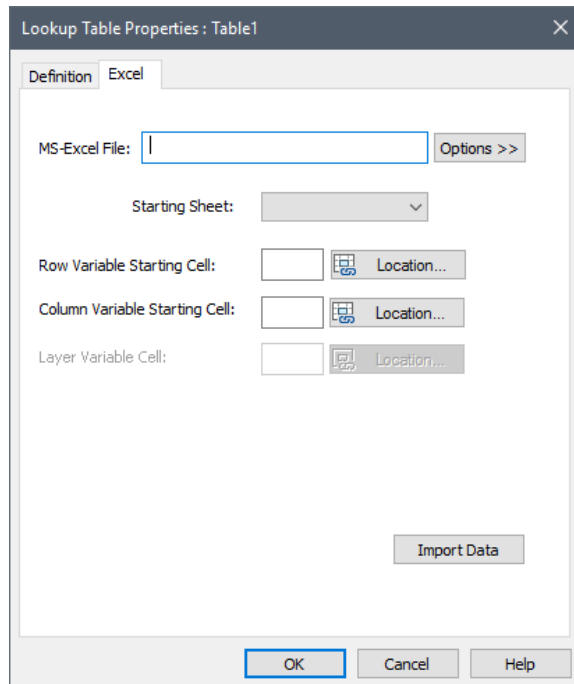 Lookup Table Properties : Table1
Definition Excel
MS-Excel File: Options >>
Starting Sheet:
Row Variable Starting Cell: Location...
Column Variable Starting Cell: Location...
Layer Variable Cell: Location...
Import Data
OK Cancel Help